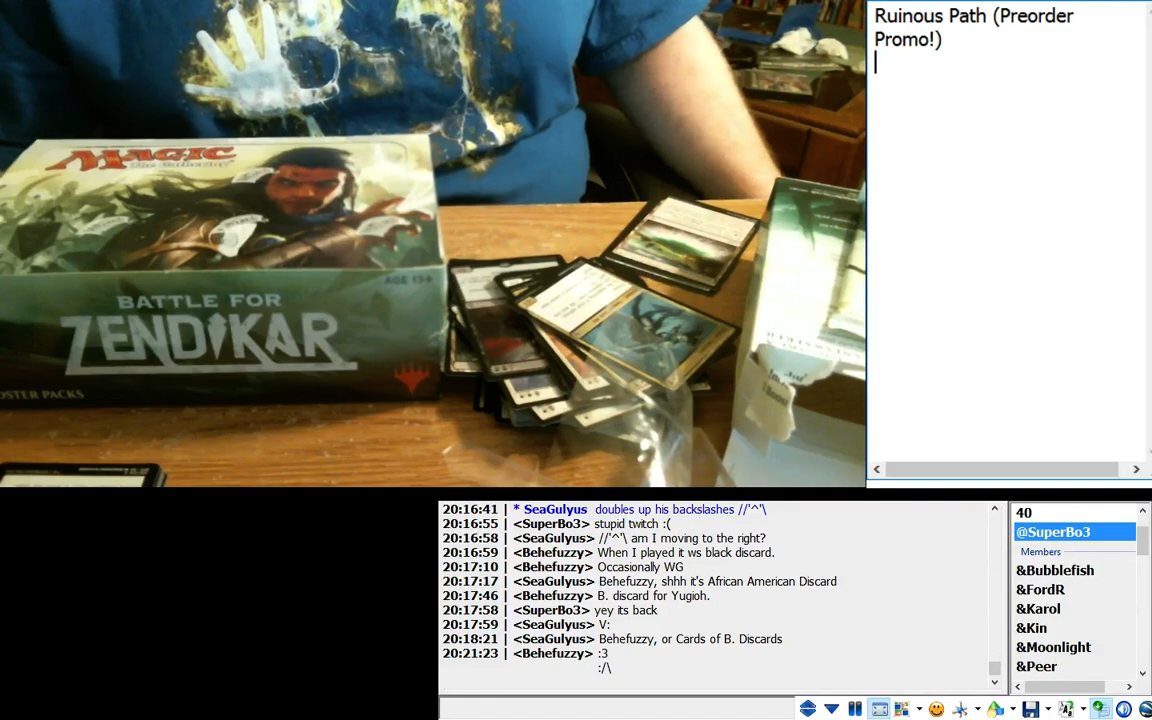 Ruinous Path (Preorder
Promo!)
MAGIC
AGE 13+
BATTLE FOR
ZENDIKAR
OSTER PACKS
20:16:41 | * SeaGulyus doubles up his backslashes //'^'\
20:16:55 | <SuperBo3> stupid twitch :(
20:16:58 | <SeaGulyus> //'^'\ am I moving to the right?
20:16:59 | <Behefuzzy> When I played it ws black discard.
20:17:10 | <Behefuzzy> Occasionally WG
20:17:17 | <SeaGulyus> Behefuzzy, shhh it's African American Discard
20:17:46 | <Behefuzzy> B. discard for Yugioh.
20:17:58 | <SuperBo3> yey its back
20:17:59 | <SeaGulyus> V:
20:18:21 | <SeaGulyus> Behefuzzy, or Cards of B. Discards
20:21:23 | <Behefuzzy> :3
:/\
40
@SuperBo3
Members
&Bubblefish
&FordR
&Karol
&Kin
&Moonlight
&Peer